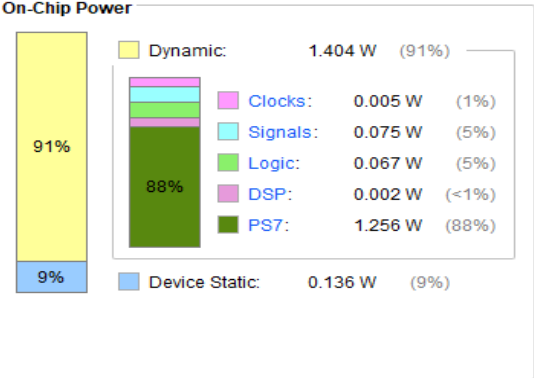 On-Chip Power
Dynamic: 1.404 W (91%)
Clocks: 0.005 W (1%)
Signals: 0.075 W (5%)
91%
Logic: 0.067 W (5%)
88%
DSP: 0.002 W (<1%)
PS7: 1.256 W (88%)
9%
Device Static: 0.136 W (9%)